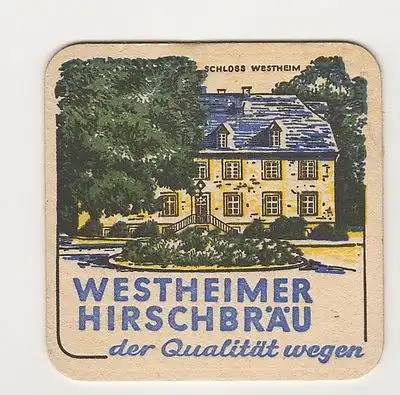 SCHLOSS WESTHEIM
WESTHEIMER
HIRSCHBRÄU
der Qualität wegen